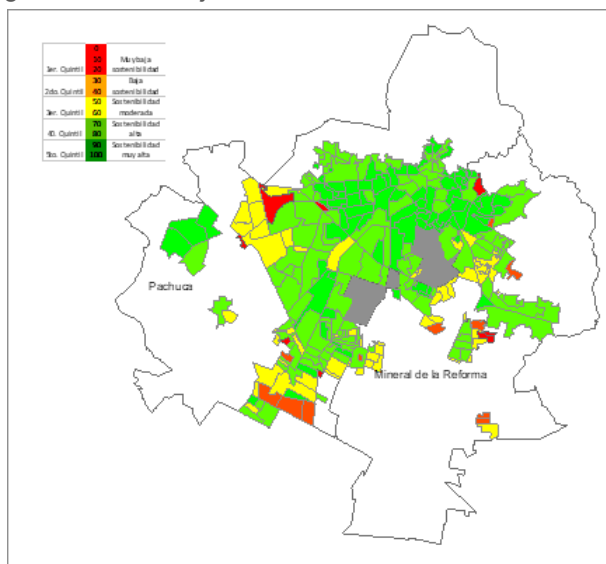 0
10 Muy baja
1er. Quintil 20 sostenibilidad
30 Baja
2do. Quintil 40 sostenibilidad
50 Sostenibilidad
3er. Quintil 60 moderada
70 Sostenibilidad
40. Quintil 80 alta
90 Sostenibilidad
5to. Quintil 100 muy alta
Pachuca
Mineral de la Reforma